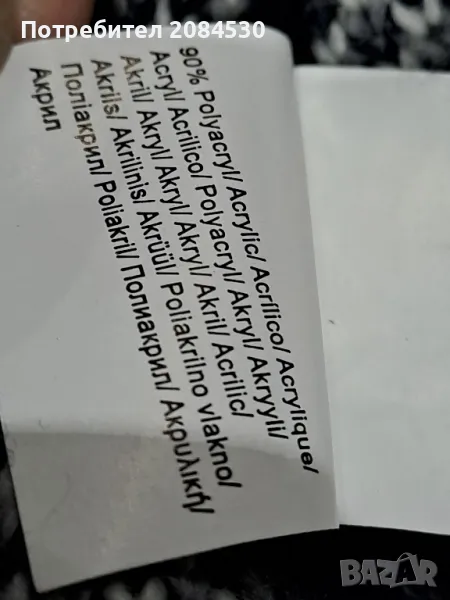 Потребител 2084530
90% Polyacryl/ Acrylic/ Acrílico/ Acrylique/
Acryl/ Acrilico/ Polyacryl/ Akryl/ Akryyli/
Akril/ Akryl/ Akryl/ Akryl/ Akril/ Acrilic/
Akrils/ Akrilinis/ Akrüül/ Poliakrilno vlakno/
Поліакрил/ Poliakril/ Полиакрил/ Ακρυλική/
Акрил
BAZAR